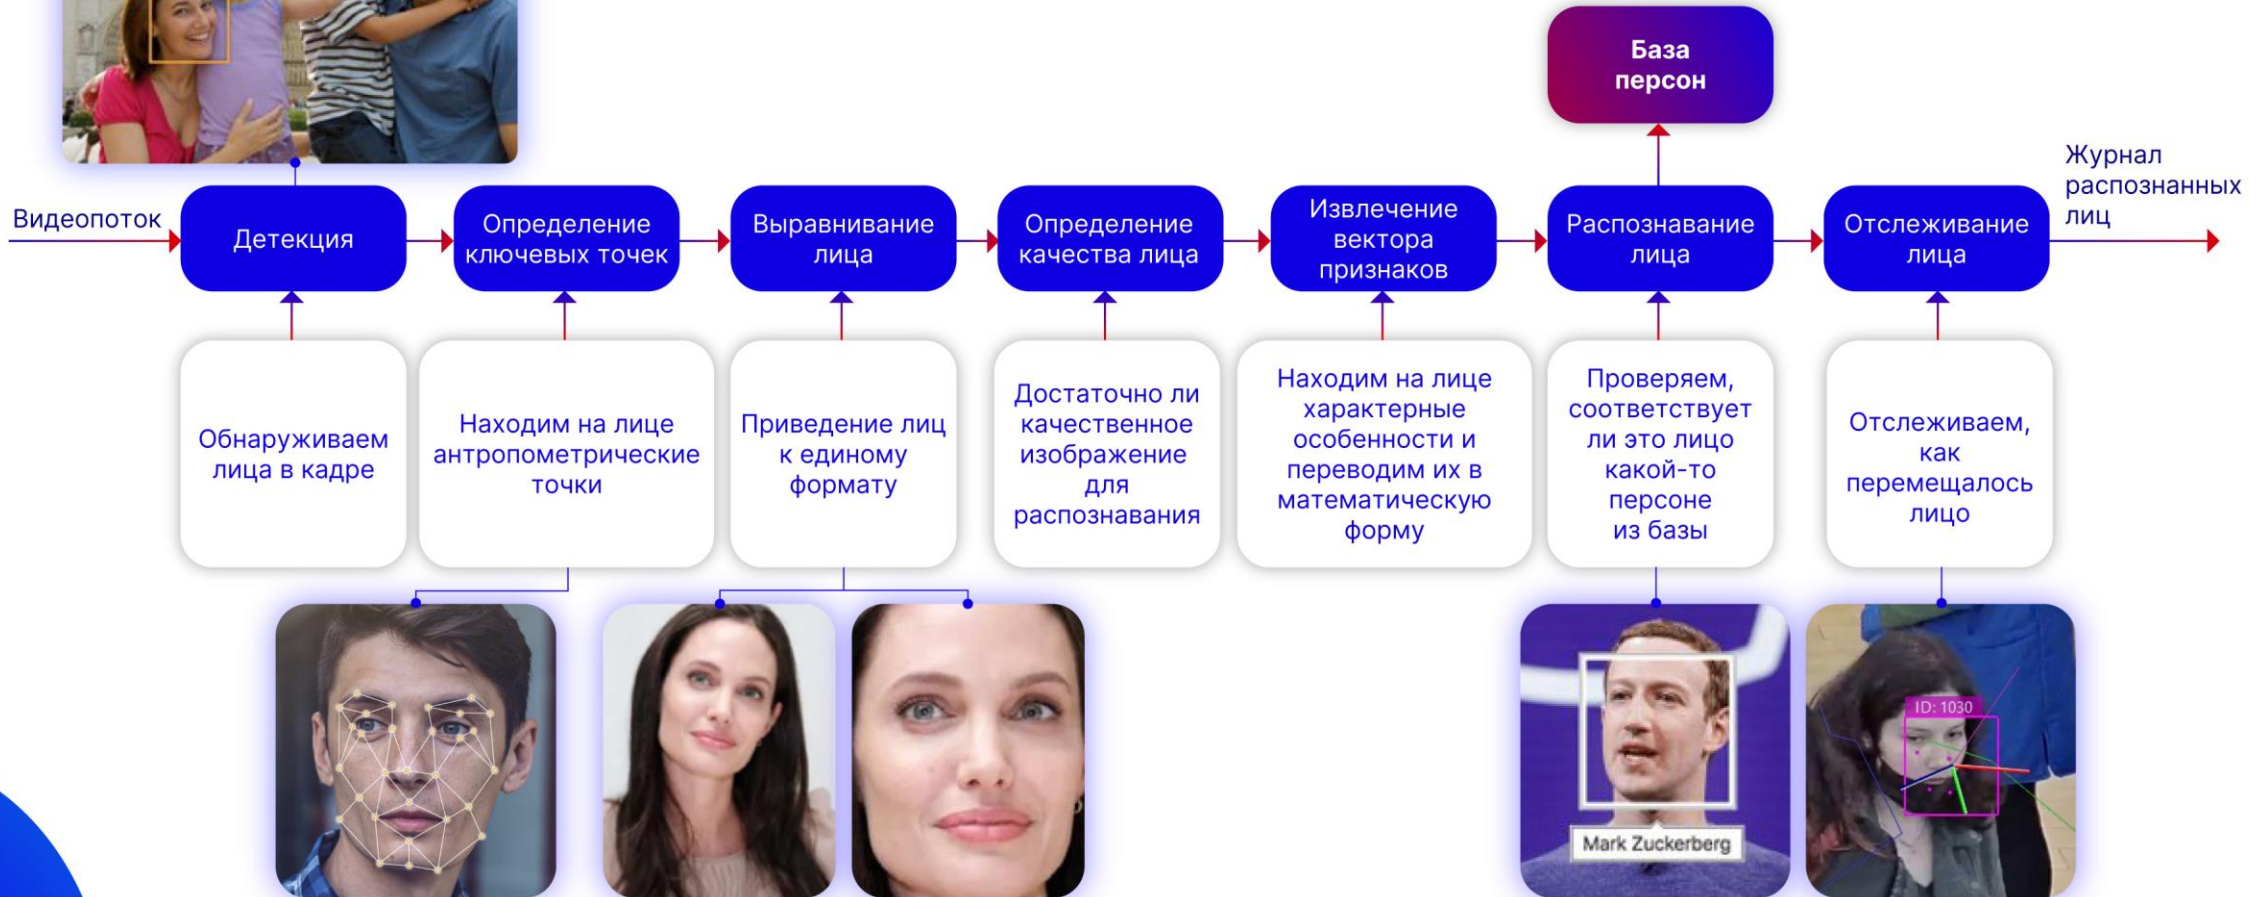 База
персон
Журнал
распознанных
лиц
Видеопоток
Детекция
Определение
ключевых точек
Выравнивание
лица
Определение
качества лица
Извлечение
вектора
признаков
Распознавание
лица
Отслеживание
лица
Обнаруживаем
лица в кадре
Находим на лице
антропометрические
точки
Приведение лиц
к единому
формату
Достаточно ли
качественное
изображение
для
распознавания
Находим на лице
характерные
особенности и
переводим их в
математическую
форму
Проверяем,
соответствует
ли это лицо
какой-то
персоне
из базы
Отслеживаем,
как
перемещалось
лицо
Mark Zuckerberg
ID: 1030